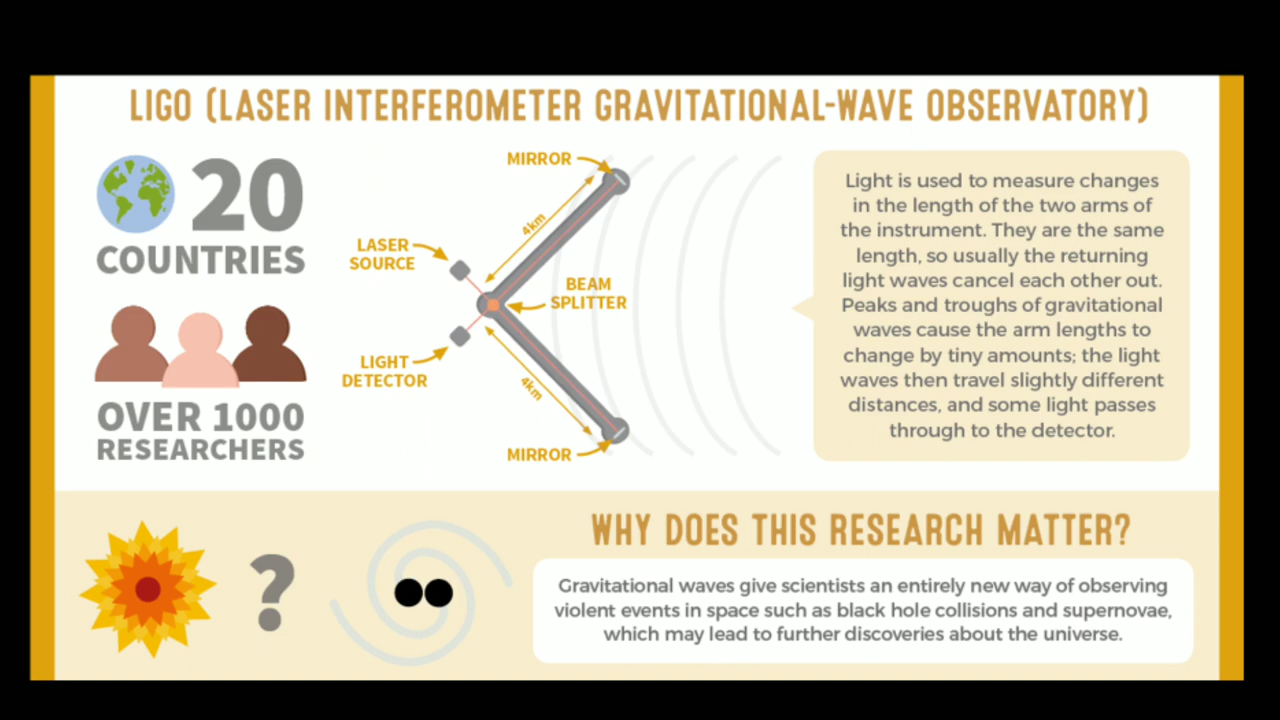 LIGO (LASER INTERFEROMETER GRAVITATIONAL-WAVE OBSERVATORY)
20
COUNTRIES
OVER 1000
RESEARCHERS
MIRROR
4km
LASER
SOURCE
BEAM
SPLITTER
LIGHT
DETECTOR
4km
MIRROR
Light is used to measure changes
in the length of the two arms of
the instrument. They are the same
length, so usually the returning
light waves cancel each other out.
Peaks and troughs of gravitational
waves cause the arm lengths to
change by tiny amounts; the light
waves then travel slightly different
distances, and some light passes
through to the detector.
?
WHY DOES THIS RESEARCH MATTER?
Gravitational waves give scientists an entirely new way of observing
violent events in space such as black hole collisions and supernovae,
which may lead to further discoveries about the universe.